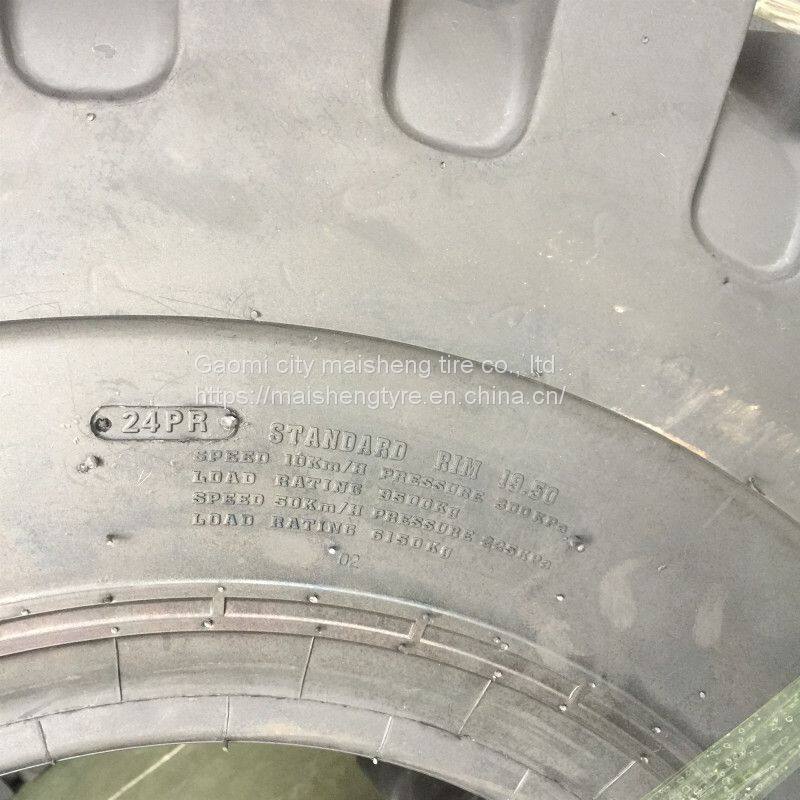 Gaomi city maisheng tire co., ltd.
https://maishengtyre.en.china.cn/
24PR
STANDARD RIM 19.50
SPEED 10Km/H PRESSURE 300KPa
LOAD RATING 9500Kg
SPEED 50Km/H PRESSURE 225KPa
LOAD RATING 6150Kg
02